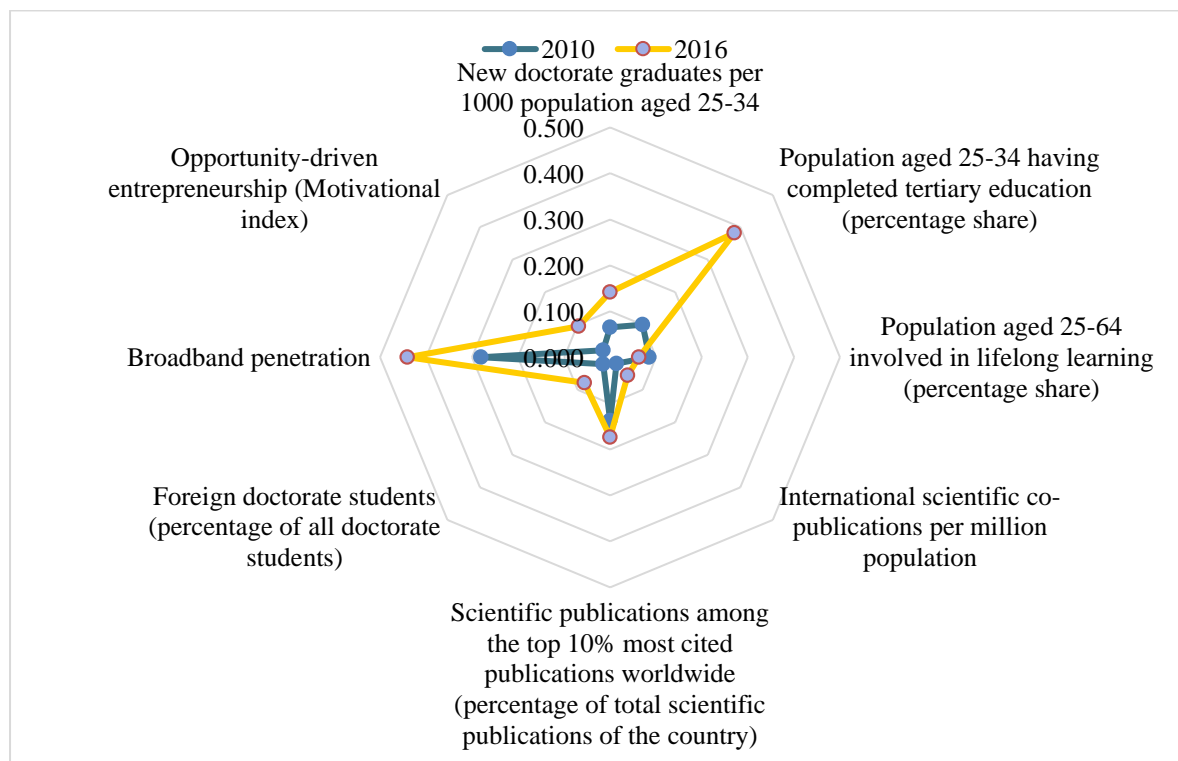 2010 2016
New doctorate graduates per
1000 population aged 25-34
0.500
0.400
0.300
0.200
0.100
0.000
Population aged 25-34 having
completed tertiary education
(percentage share)
Population aged 25-64
involved in lifelong learning
(percentage share)
International scientific co-
publications per million
population
Scientific publications among
the top 10% most cited
publications worldwide
(percentage of total scientific
publications of the country)
Foreign doctorate students
(percentage of all doctorate
students)
Broadband penetration
Opportunity-driven
entrepreneurship (Motivational
index)